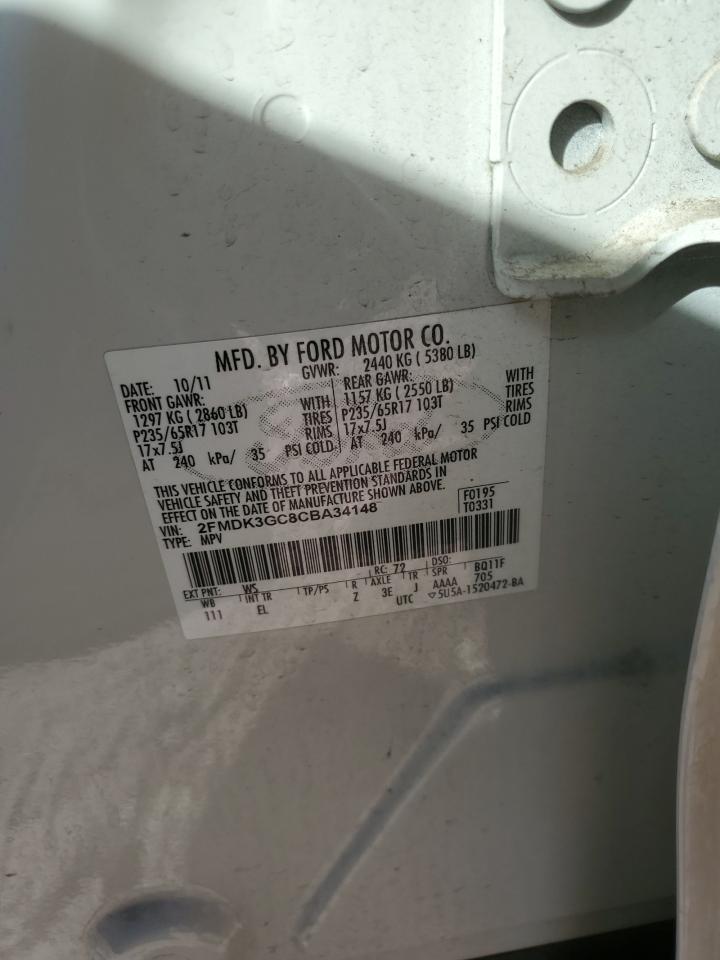 MFD. BY FORD MOTOR CO.
DATE: 10/11 GVWR: 2440 KG ( 5380 LB)
FRONT GAWR: REAR GAWR:
1297 KG ( 2860 LB) WITH 1157 KG ( 2550 LB) WITH
P235/65R17 103T TIRES P235/65R17 103T TIRES
17x7.5J RIMS 17x7.5J RIMS
AT 240 kPa/ 35 PSI COLD AT 240 kPa/ 35 PSI COLD
THIS VEHICLE CONFORMS TO ALL APPLICABLE FEDERAL MOTOR
VEHICLE SAFETY AND THEFT PREVENTION STANDARDS IN
EFFECT ON THE DATE OF MANUFACTURE SHOWN ABOVE.
VIN: 2FMDK3GC8CBA34148 F0195
TYPE: MPV T0331
EXT PNT: WS RC: 72 DSO:
WB INT TR TP/PS R AXLE TR SPR BQ11F
111 EL Z 3E J AAAA 705
UTC ▽5U5A-1520472-BA